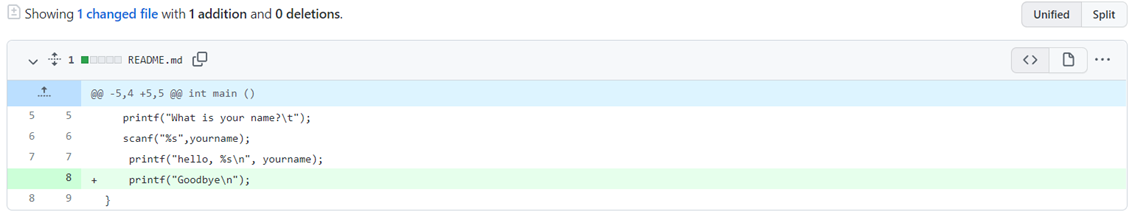 Showing 1 changed file with 1 addition and 0 deletions.
Unified Split
1 README.md
@@ -5,4 +5,5 @@ int main ()
5 5 printf("What is your name?\t");
6 6 scanf("%s",yourname);
7 7 printf("hello, %s\n", yourname);
8 + printf("Goodbye\n");
8 9 }